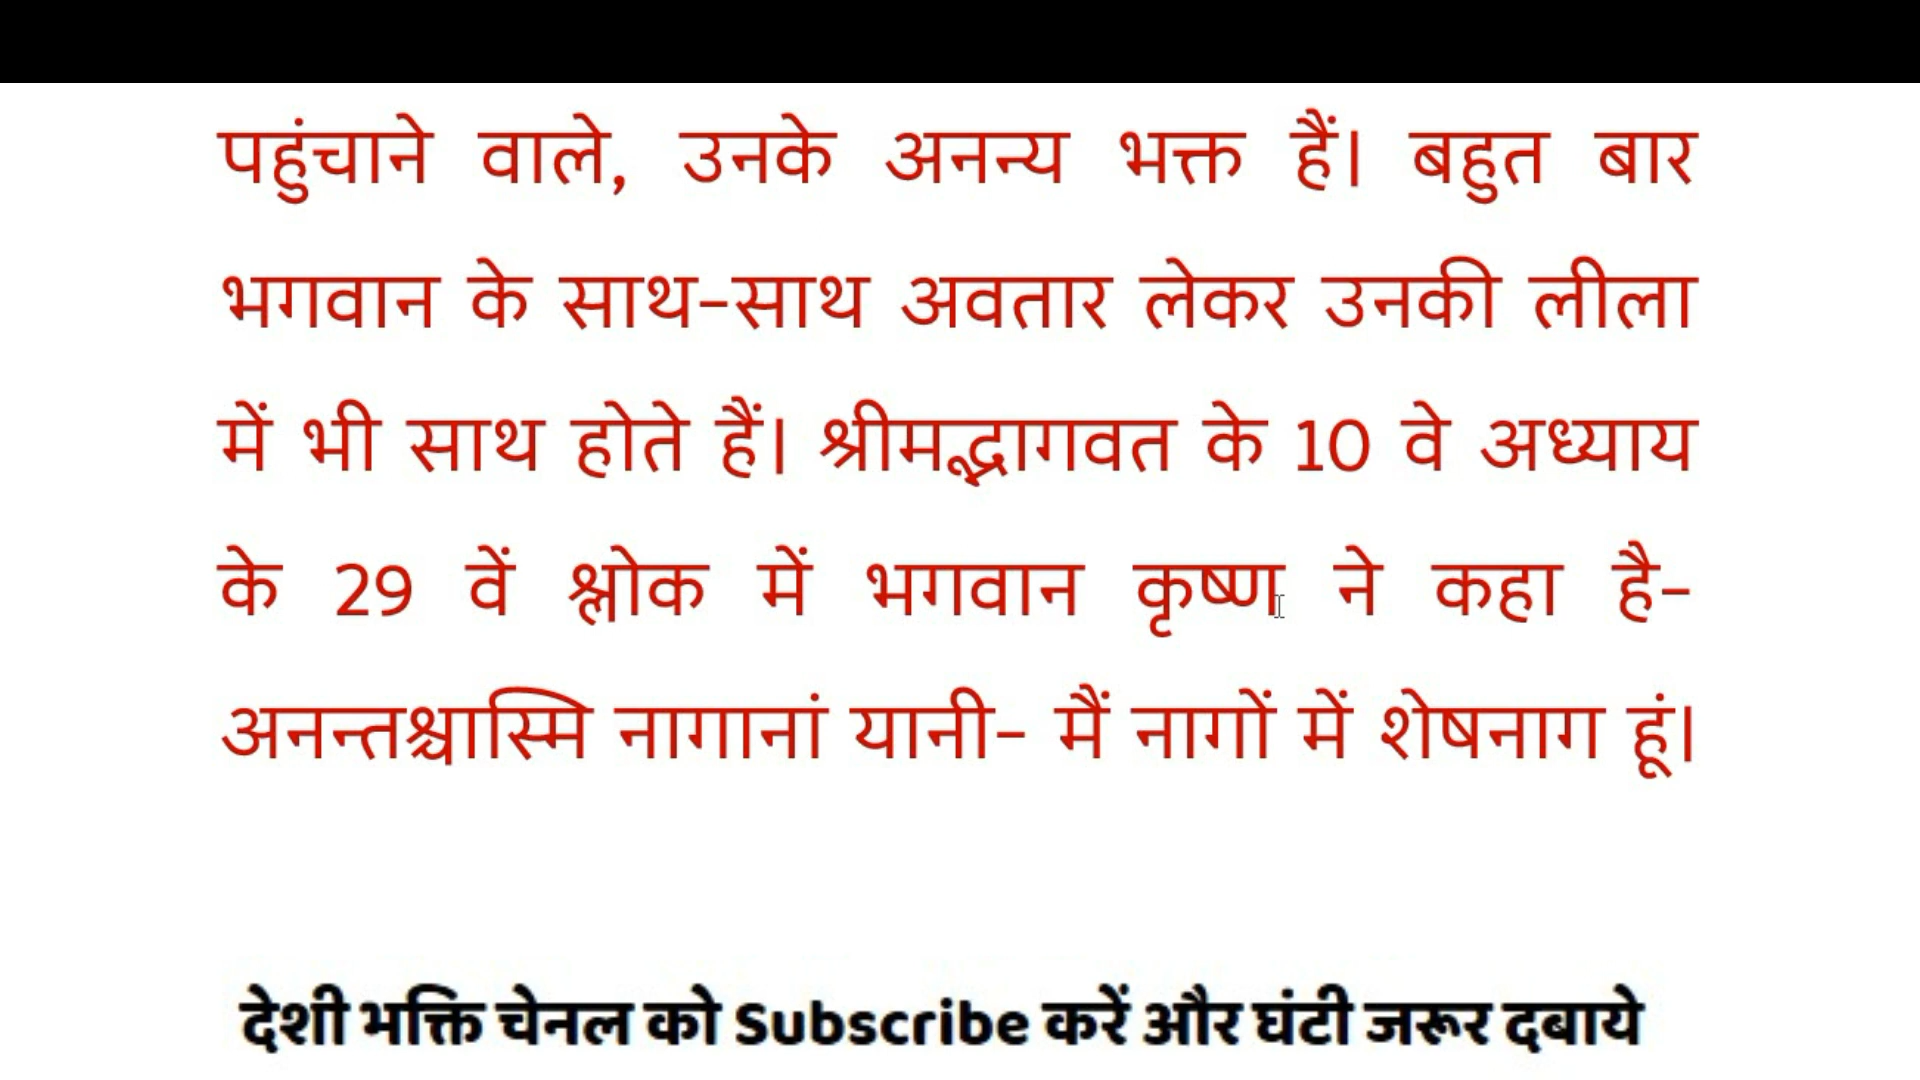 पहुंचाने वाले, उनके अनन्य भक्त हैं। बहुत बार
भगवान के साथ-साथ अवतार लेकर उनकी लीला
में भी साथ होते हैं। श्रीमद्भागवत के 10 वे अध्याय
के 29 वें श्लोक में भगवान कृष्ण ने कहा है-
अनन्तश्चास्मि नागानां यानी- मैं नागों में शेषनाग हूं।
देशी भक्ति चेनल को Subscribe करें और घंटी जरूर दबाये